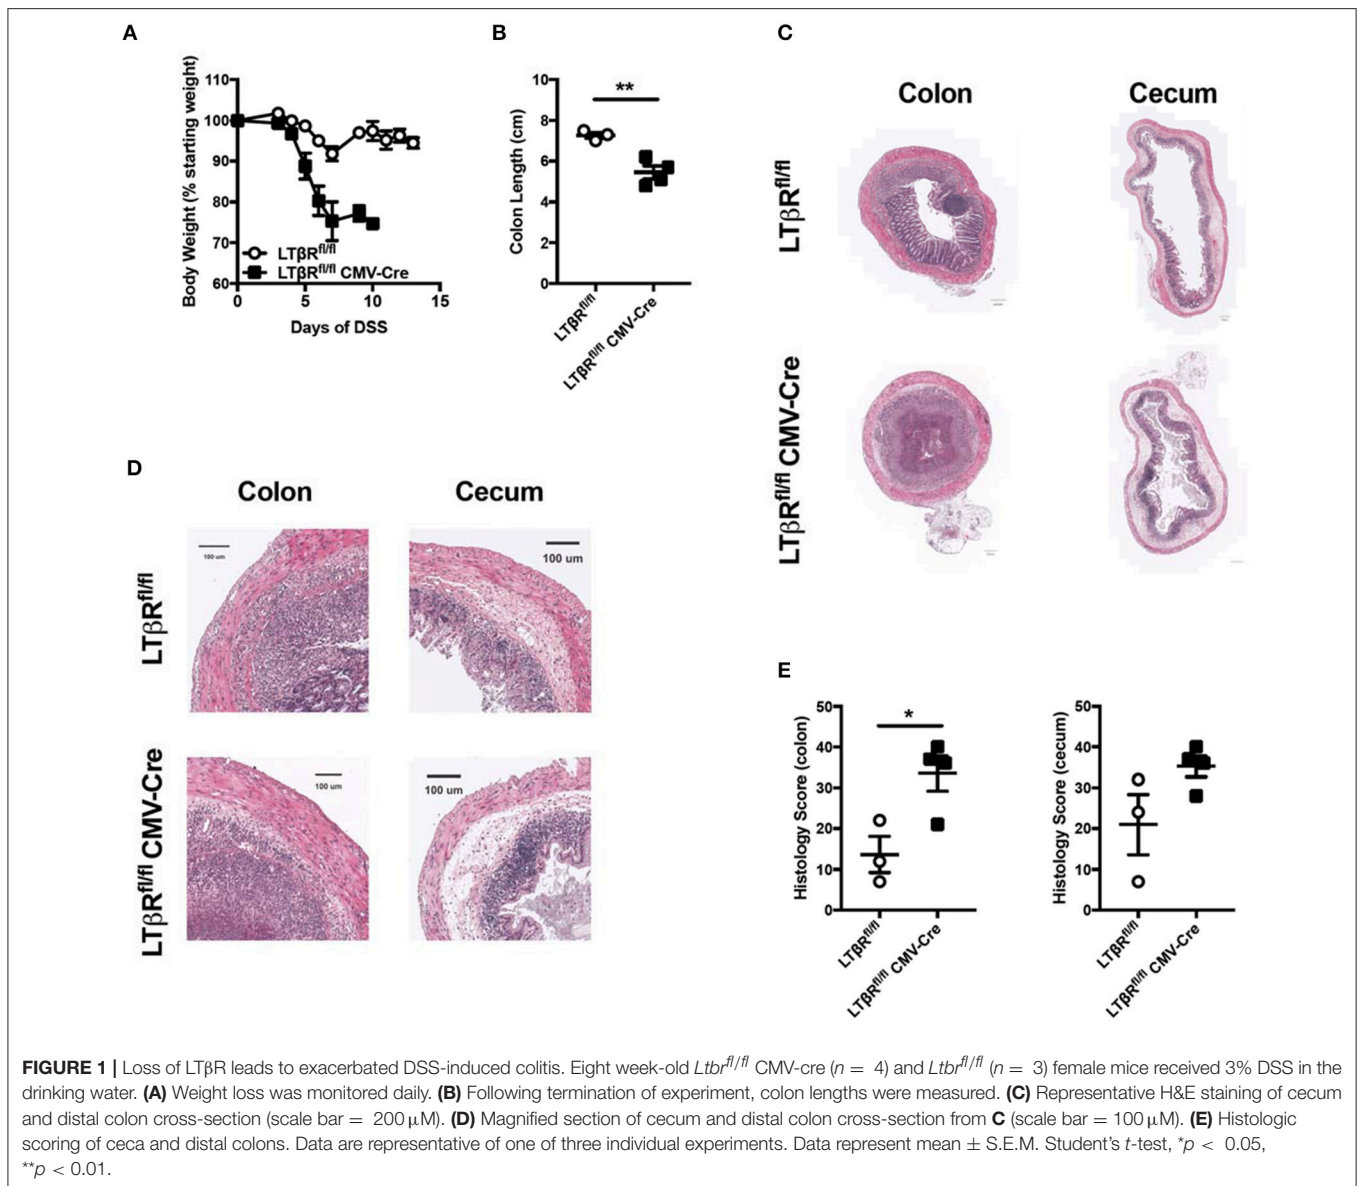 A
110
100
90
80
70
60
0
5
10
15
Body Weight (% starting weight)
Days of DSS
LTβR^fl/fl
LTβR^fl/fl CMV-Cre
B
**
10
8
6
4
2
0
Colon Length (cm)
LTβR^fl/fl
LTβR^fl/fl CMV-Cre
C
Colon
Cecum
LTβR^fl/fl
LTβR^fl/fl CMV-Cre
D
Colon
Cecum
LTβR^fl/fl
100 um
100 um
LTβR^fl/fl CMV-Cre
100 um
100 um
E
*
50
40
30
20
10
0
Histology Score (colon)
LTβR^fl/fl
LTβR^fl/fl CMV-Cre
50
40
30
20
10
0
Histology Score (cecum)
LTβR^fl/fl
LTβR^fl/fl CMV-Cre
FIGURE 1 | Loss of LTβR leads to exacerbated DSS-induced colitis. Eight week-old Ltbr^fl/fl CMV-cre (n = 4) and Ltbr^fl/fl (n = 3) female mice received 3% DSS in the
drinking water. (A) Weight loss was monitored daily. (B) Following termination of experiment, colon lengths were measured. (C) Representative H&E staining of cecum
and distal colon cross-section (scale bar = 200 μM). (D) Magnified section of cecum and distal colon cross-section from C (scale bar = 100 μM). (E) Histologic
scoring of ceca and distal colons. Data are representative of one of three individual experiments. Data represent mean ± S.E.M. Student's t-test, *p < 0.05,
**p < 0.01.